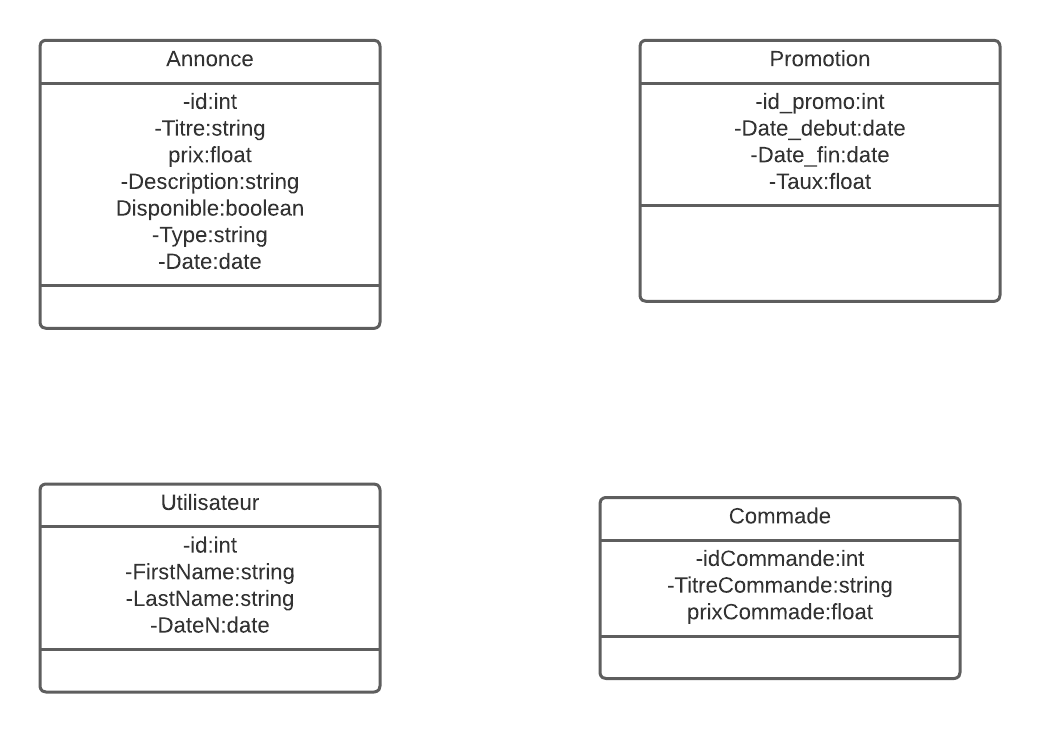 Annonce
-id:int
-Titre:string
prix:float
-Description:string
Disponible:boolean
-Type:string
-Date:date
Promotion
-id_promo:int
-Date_debut:date
-Date_fin:date
-Taux:float
Utilisateur
-id:int
-FirstName:string
-LastName:string
-DateN:date
Commade
-idCommande:int
-TitreCommande:string
prixCommade:float